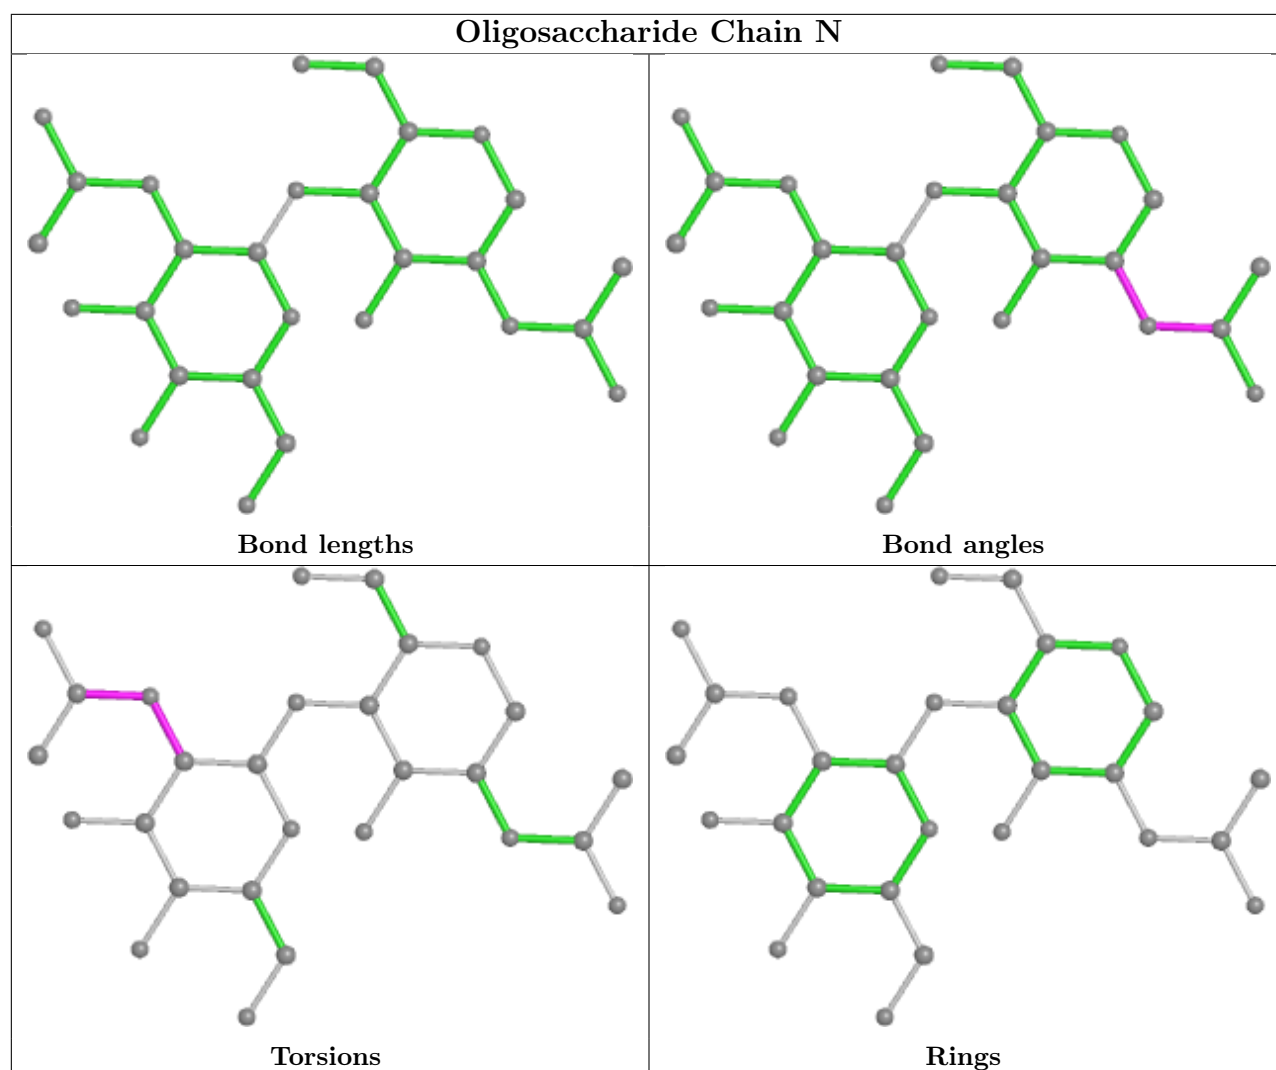 Oligosaccharide Chain N
Bond lengths
Bond angles
Torsions
Rings